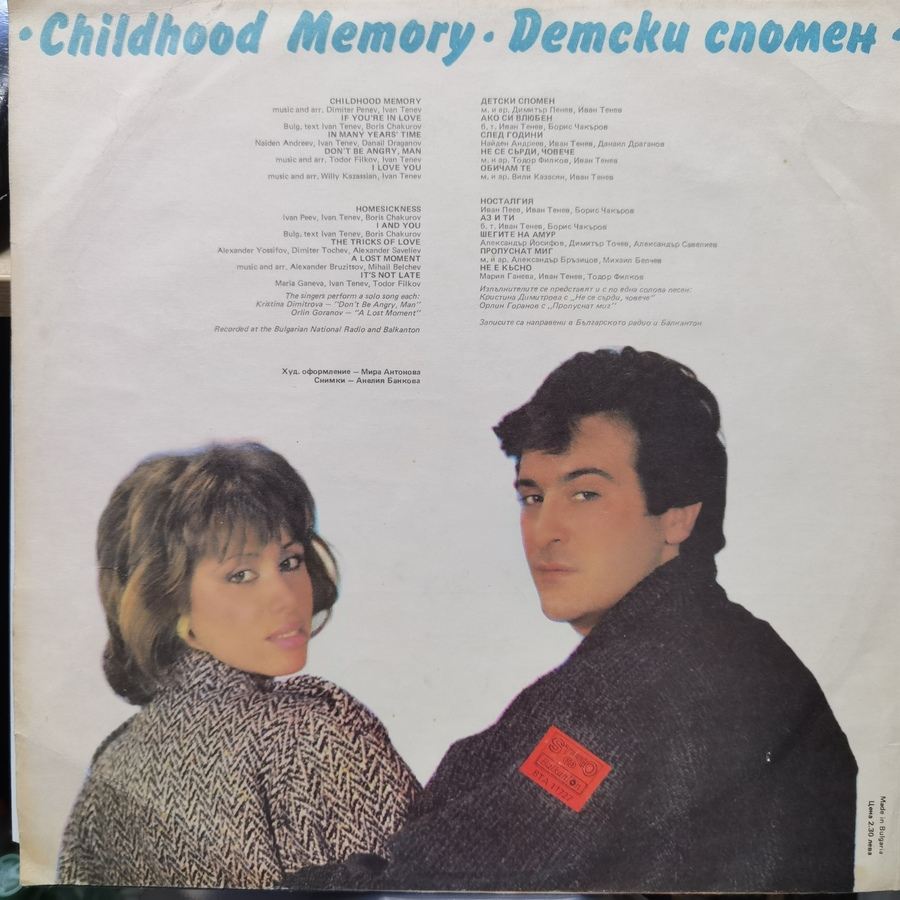 • Childhood Memory • Детски спомен •
CHILDHOOD MEMORY
music and arr. Dimiter Penev, Ivan Tenev
IF YOU'RE IN LOVE
Bulg. text Ivan Tenev, Boris Chakurov
IN MANY YEARS' TIME
Naiden Andreev, Ivan Tenev, Danail Draganov
DON'T BE ANGRY, MAN
music and arr. Todor Filkov, Ivan Tenev
I LOVE YOU
music and arr. Willy Kazassian, Ivan Tenev
HOMESICKNESS
Ivan Peev, Ivan Tenev, Boris Chakurov
I AND YOU
Bulg. text Ivan Tenev, Boris Chakurov
THE TRICKS OF LOVE
Alexander Yossifov, Dimiter Tochev, Alexander Saveliev
A LOST MOMENT
music and arr. Alexander Bruzitsov, Mihail Belchev
IT'S NOT LATE
Maria Ganeva, Ivan Tenev, Todor Filkov
The singers perform a solo song each:
Kristina Dimitrova — "Don't Be Angry, Man"
Orlin Goranov — "A Lost Moment"
Recorded at the Bulgarian National Radio and Balkanton
Худ. оформление — Мира Антонова
Снимки — Анелия Банкова
ДЕТСКИ СПОМЕН
м. и ар. Димитър Пенев, Иван Тенев
АКО СИ ВЛЮБЕН
б. т. Иван Тенев, Борис Чакъров
СЛЕД ГОДИНИ
Найден Андреев, Иван Тенев, Данаил Драганов
НЕ СЕ СЪРДИ, ЧОВЕЧЕ
м. и ар. Тодор Филков, Иван Тенев
ОБИЧАМ ТЕ
м. и ар. Вили Казасян, Иван Тенев
НОСТАЛГИЯ
Иван Пеев, Иван Тенев, Борис Чакъров
АЗ И ТИ
б. т. Иван Тенев, Борис Чакъров
ШЕГИТЕ НА АМУР
Александър Йосифов, Димитър Точев, Александър Савелиев
ПРОПУСНАТ МИГ
м. и ар. Александър Бръзицов, Михаил Белчев
НЕ Е КЪСНО
Мария Ганева, Иван Тенев, Тодор Филков
Изпълнителите се представят и с по една солова песен:
Кристина Димитрова с „Не се сърди, човече"
Орлин Горанов с „Пропуснат миг"
Записите са направени в Българското радио и Балкантон
STEREO
Balkanton
ВТА 11727
Made in Bulgaria
Цена 2.30 лева